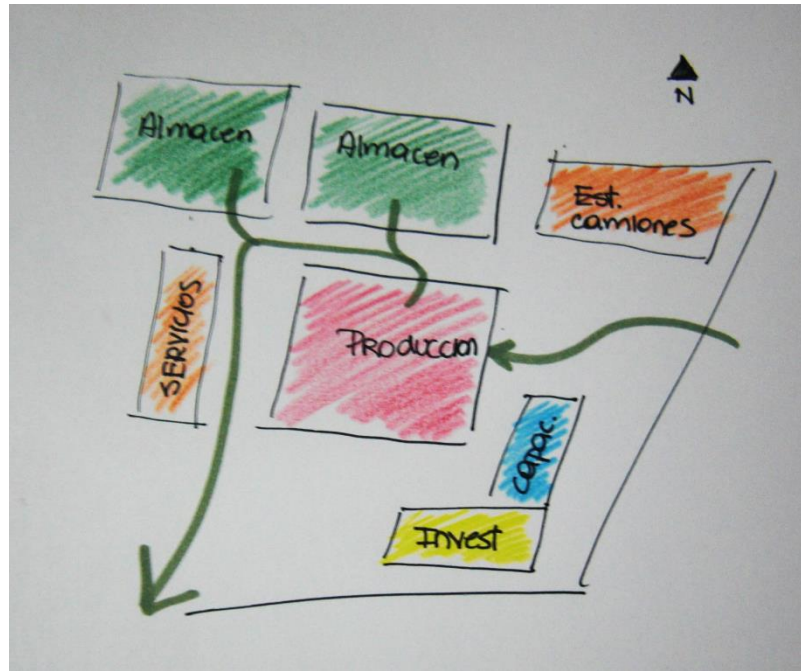 N
Almacen
Almacen
Est.
camiones
SERVICIOS
PRODUCCION
capac.
Invest